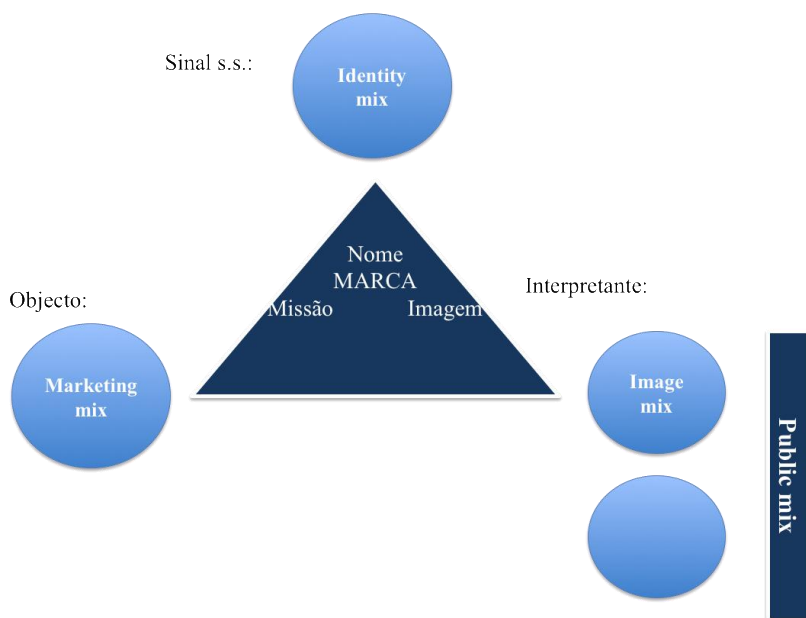 Sinal s.s.:
Identity
mix
Nome
MARCA
Missão
Imagem
Objecto:
Interpretante:
Marketing
mix
Image
mix
Public mix